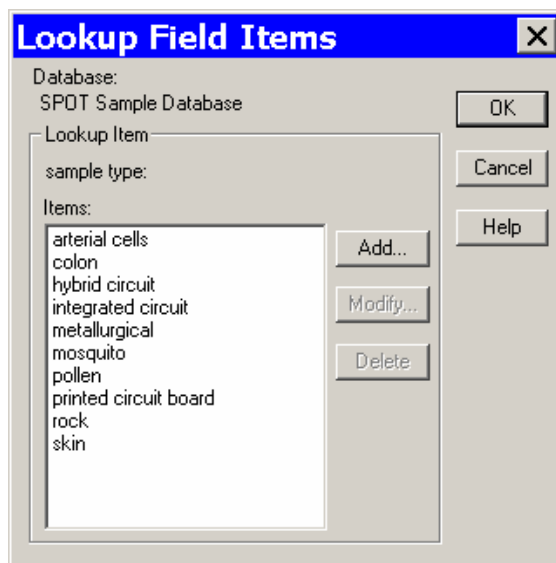 Lookup Field Items
Database:
SPOT Sample Database
OK
Lookup Item
sample type:
Cancel
Items:
Help
arterial cells
colon
hybrid circuit
integrated circuit
metallurgical
mosquito
pollen
printed circuit board
rock
skin
Add...
Modify...
Delete